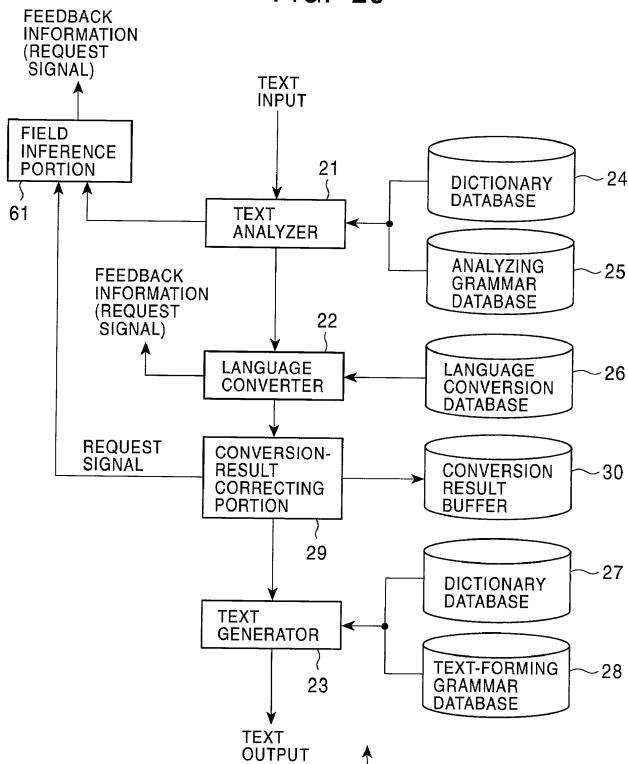 FEEDBACK
INFORMATION
(REQUEST
SIGNAL)
TEXT
INPUT
FIELD
INFERENCE
PORTION
61
21
TEXT
ANALYZER
DICTIONARY
DATABASE
24
ANALYZING
GRAMMAR
DATABASE
25
FEEDBACK
INFORMATION
(REQUEST
SIGNAL)
22
LANGUAGE
CONVERTER
LANGUAGE
CONVERSION
DATABASE
26
REQUEST
SIGNAL
CONVERSION-
RESULT
CORRECTING
PORTION
29
CONVERSION
RESULT
BUFFER
30
DICTIONARY
DATABASE
27
TEXT
GENERATOR
23
TEXT-FORMING
GRAMMAR
DATABASE
28
TEXT
OUTPUT